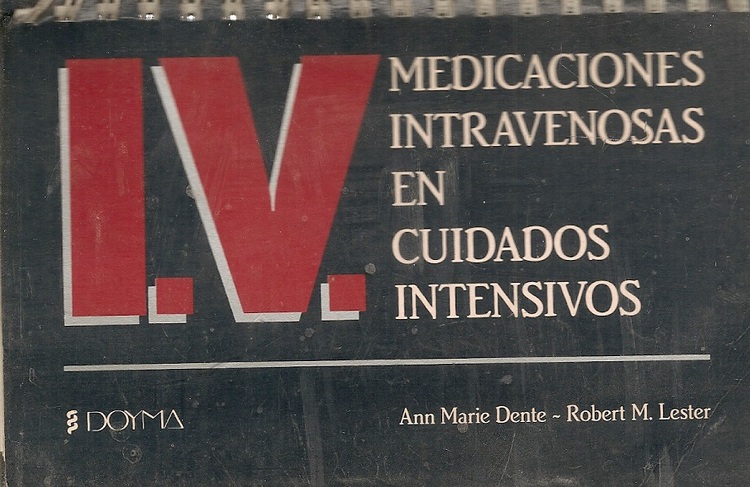 I.V.
MEDICACIONES
INTRAVENOSAS
EN
CUIDADOS
INTENSIVOS
DOYMA
Ann Marie Dente ~ Robert M. Lester